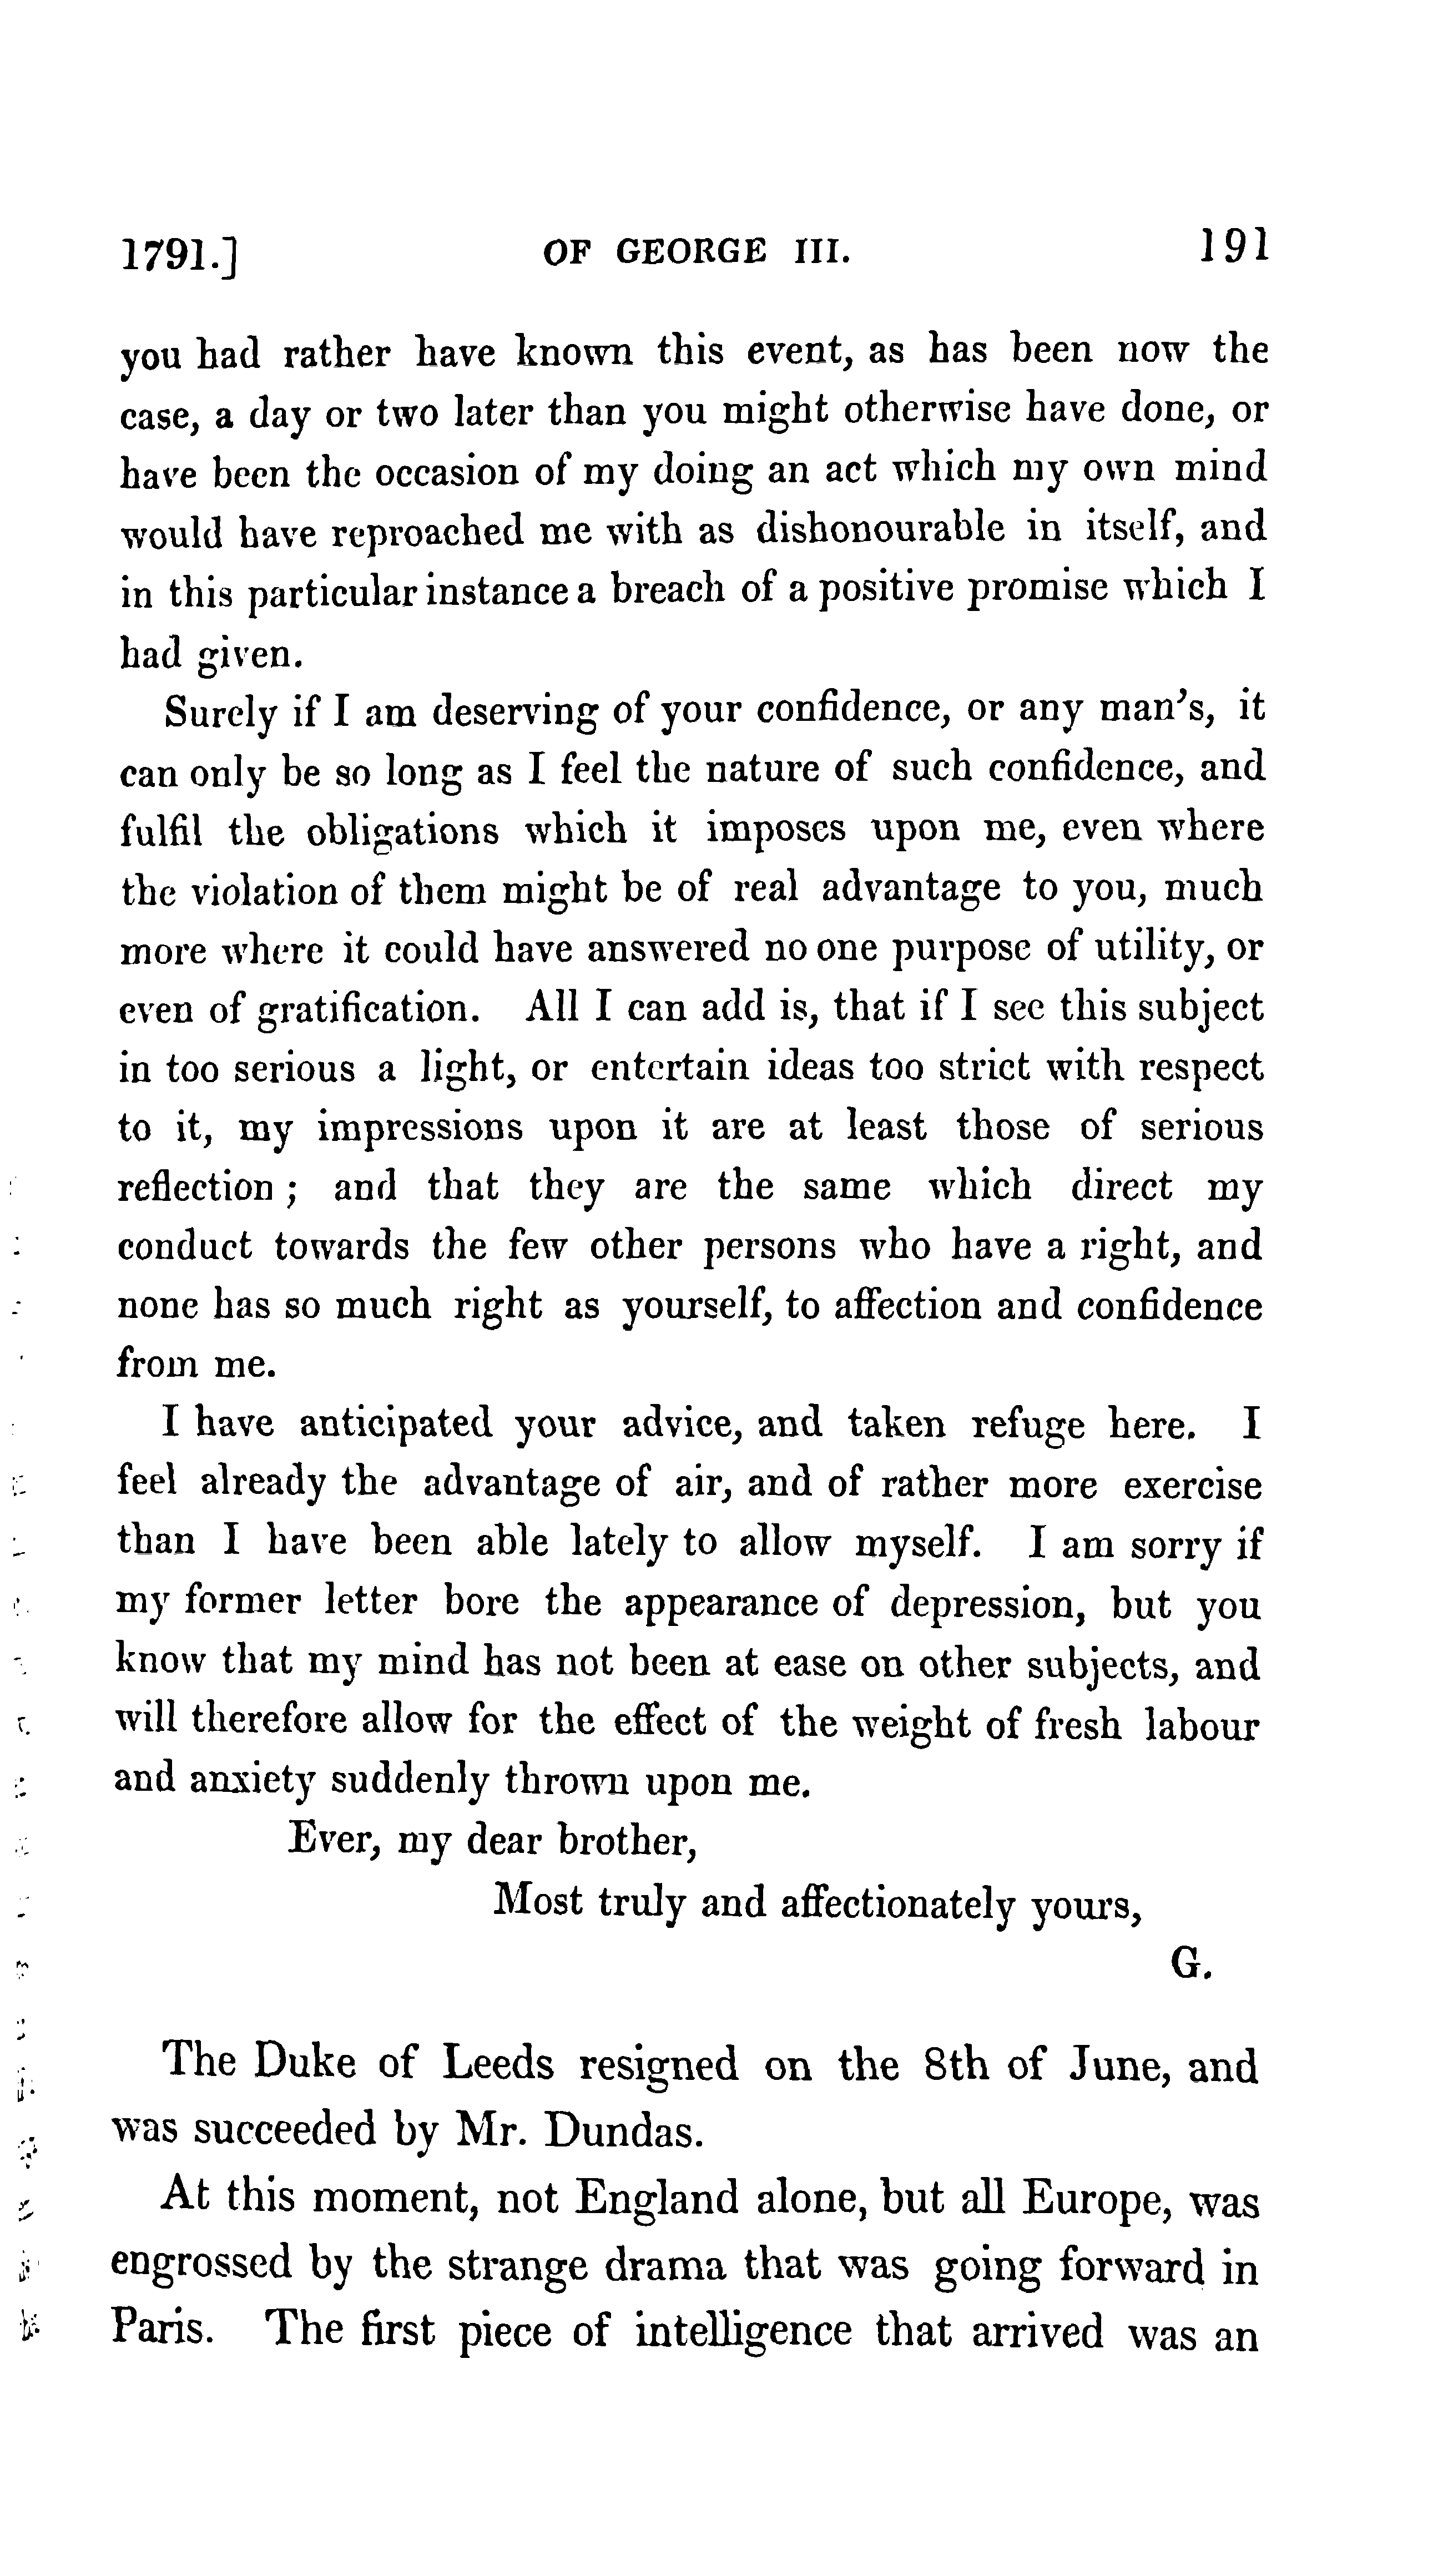 1791.] OF GEORGE III. 191
you had rather have known this event, as has been now the
case, a day or two later than you might otherwise have done, or
have been the occasion of my doing an act which my own mind
would have reproached me with as dishonourable in itself, and
in this particular instance a breach of a positive promise which I
had given.
Surely if I am deserving of your confidence, or any man's, it
can only be so long as I feel the nature of such confidence, and
fulfil the obligations which it imposes upon me, even where
the violation of them might be of real advantage to you, much
more where it could have answered no one purpose of utility, or
even of gratification. All I can add is, that if I see this subject
in too serious a light, or entertain ideas too strict with respect
to it, my impressions upon it are at least those of serious
reflection; and that they are the same which direct my
conduct towards the few other persons who have a right, and
none has so much right as yourself, to affection and confidence
from me.
I have anticipated your advice, and taken refuge here. I
feel already the advantage of air, and of rather more exercise
than I have been able lately to allow myself. I am sorry if
my former letter bore the appearance of depression, but you
know that my mind has not been at ease on other subjects, and
will therefore allow for the effect of the weight of fresh labour
and anxiety suddenly thrown upon me.
Ever, my dear brother,
Most truly and affectionately yours,
G.
The Duke of Leeds resigned on the 8th of June, and
was succeeded by Mr. Dundas.
At this moment, not England alone, but all Europe, was
engrossed by the strange drama that was going forward in
Paris. The first piece of intelligence that arrived was an